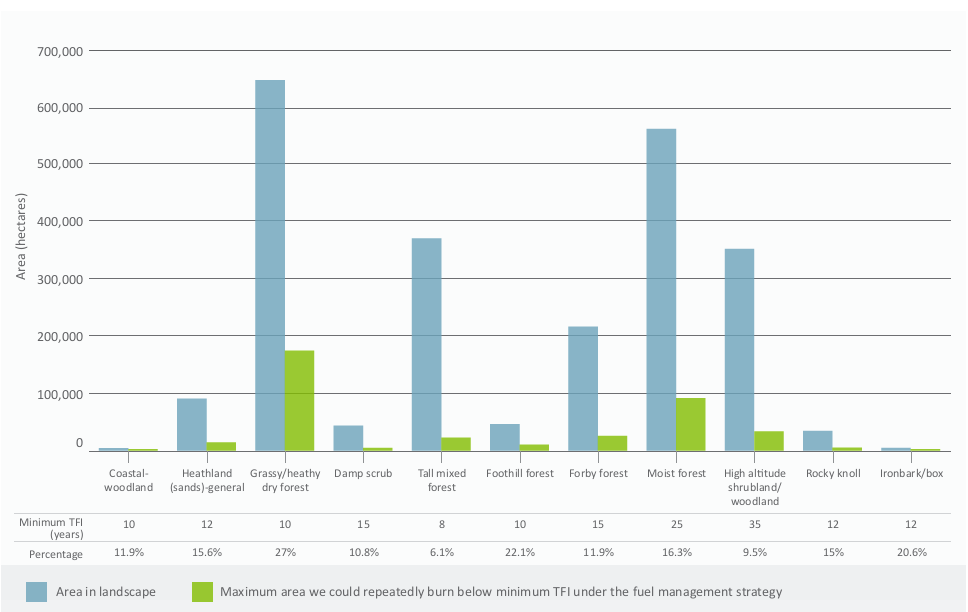 700,000
600,000
500,000
400,000
300,000
200,000
100,000
0
Area (hectares)
Coastal-
woodland
Heathland
(sands)-general
Grassy/heathy
dry forest
Damp scrub
Tall mixed
forest
Foothill forest
Forby forest
Moist forest
High altitude
shrubland/
woodland
Rocky knoll
Ironbark/box
Minimum TFI
(years)
10 12 10 15 8 10 15 25 35 12 12
Percentage 11.9% 15.6% 27% 10.8% 6.1% 22.1% 11.9% 16.3% 9.5% 15% 20.6%
Area in landscape
Maximum area we could repeatedly burn below minimum TFI under the fuel management strategy